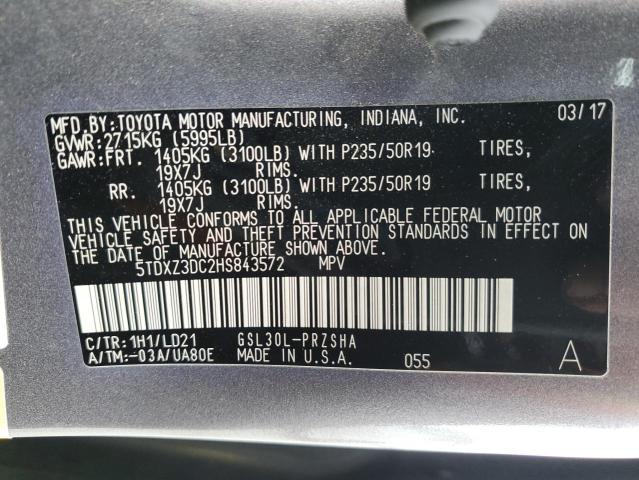 MFD.BY:TOYOTA MOTOR MANUFACTURING, INDIANA, INC. 03/17
GVWR:2715KG (5995LB)
GAWR:FRT. 1405KG (3100LB) WITH P235/50R19 TIRES,
19X7J RIMS.
RR. 1405KG (3100LB) WITH P235/50R19 TIRES,
19X7J RIMS.
THIS VEHICLE CONFORMS TO ALL APPLICABLE FEDERAL MOTOR
VEHICLE SAFETY AND THEFT PREVENTION STANDARDS IN EFFECT ON
THE DATE OF MANUFACTURE SHOWN ABOVE.
5TDXZ3DC2HS843572 MPV
C/TR:1H1/LD21 GSL30L-PRZSHA
A/TM:-03A/UA80E MADE IN U.S.A. 055 A